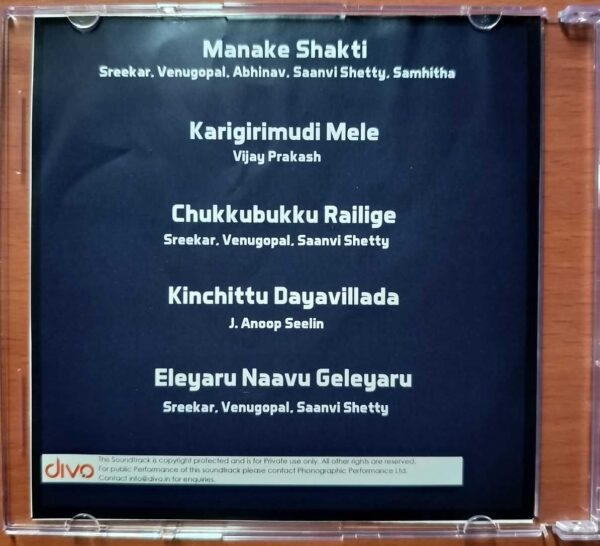 Manake Shakti
Sreekar, Venugopal, Abhinav, Saanvi Shetty, Samhitha
Karigirimudi Mele
Vijay Prakash
Chukkubukku Railige
Sreekar, Venugopal, Saanvi Shetty
Kinchittu Dayavillada
J. Anoop Seelin
Eleyaru Naavu Geleyaru
Sreekar, Venugopal, Saanvi Shetty
divo
This Soundtrack is copyright protected and is for Private use only. All other rights are reserved.
For public Performance of this soundtrack please contact Phonographic Performance Ltd.
Contact info@divo.in for enquiries.